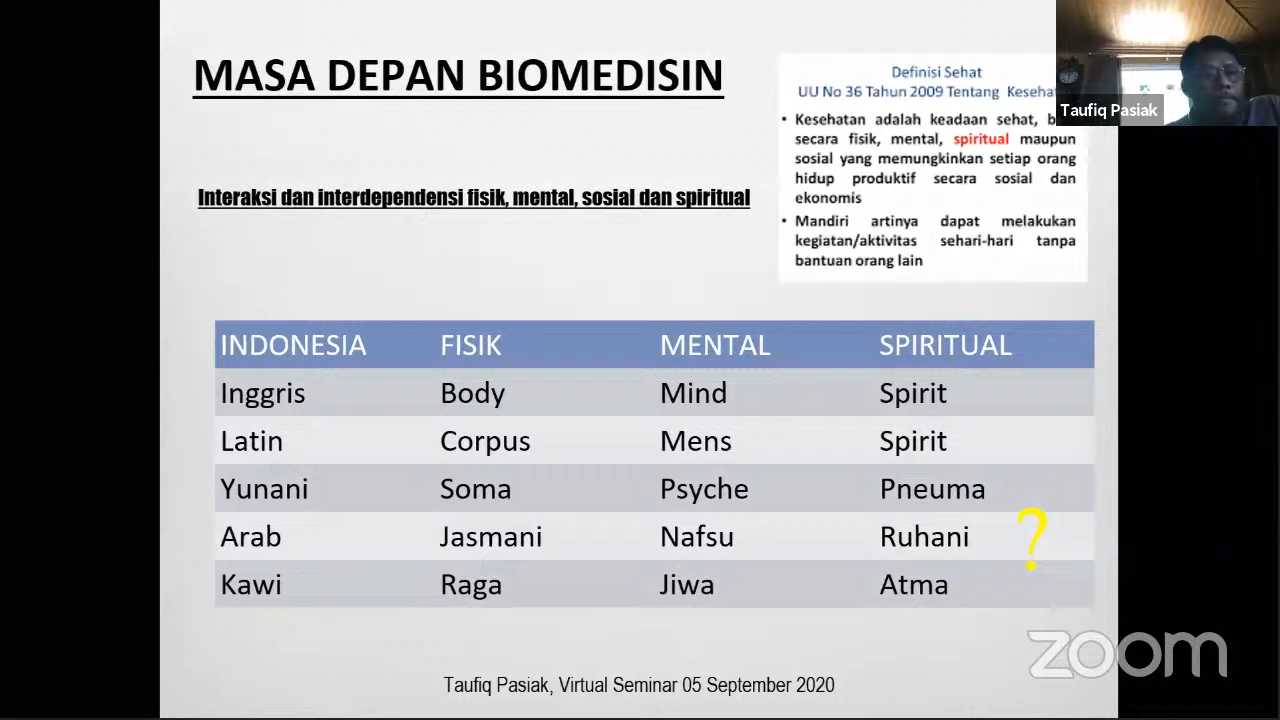 MASA DEPAN BIOMEDISIN
Definisi Sehat
UU No 36 Tahun 2009 Tentang
Taufiq Pasiak
Kesehatan adalah keadaan sehat,
secara fisik, mental, spiritual maupun
sosial yang memungkinkan setiap orang
hidup produktif secara sosial dan
ekonomis
Mandiri artinya dapat melakukan
kegiatan/aktivitas sehari-hari tanpa
bantuan orang lain
Interaksi dan interdependensi fisik, mental, sosial dan spiritual
INDONESIA FISIK MENTAL SPIRITUAL
Inggris Body Mind Spirit
Latin Corpus Mens Spirit
Yunani Soma Psyche Pneuma
Arab Jasmani Nafsu Ruhani ?
Kawi Raga Jiwa Atma
zoom
Taufiq Pasiak, Virtual Seminar 05 September 2020